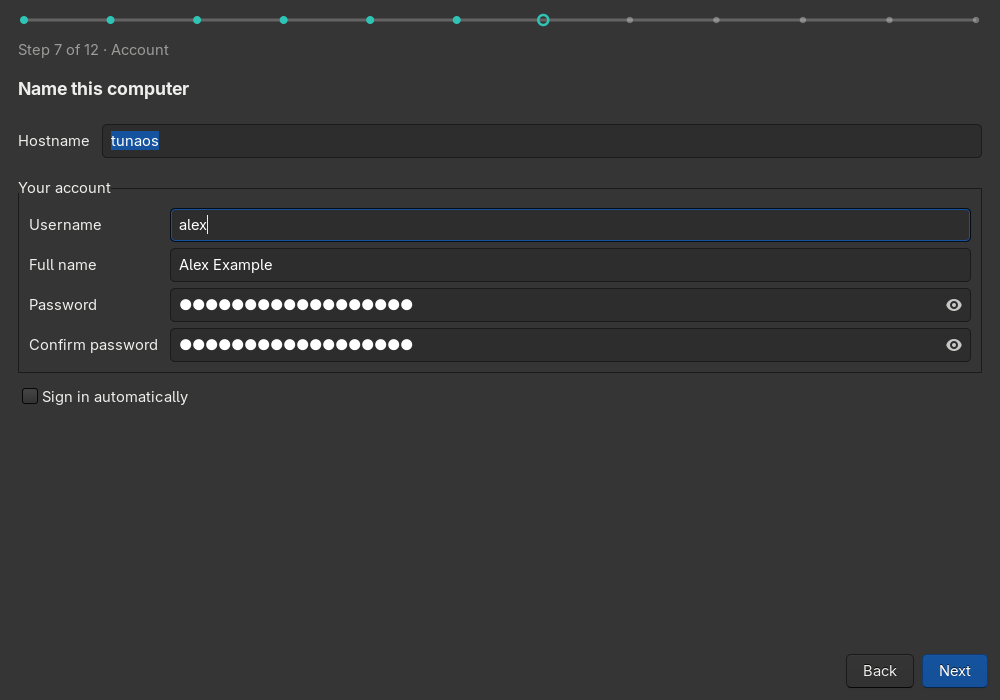 Step 7 of 12 · Account
Name this computer
Hostname tunaos
Your account
Username alex
Full name Alex Example
Password ●●●●●●●●●●●●●●●●●●
Confirm password ●●●●●●●●●●●●●●●●●●
Sign in automatically
Back Next